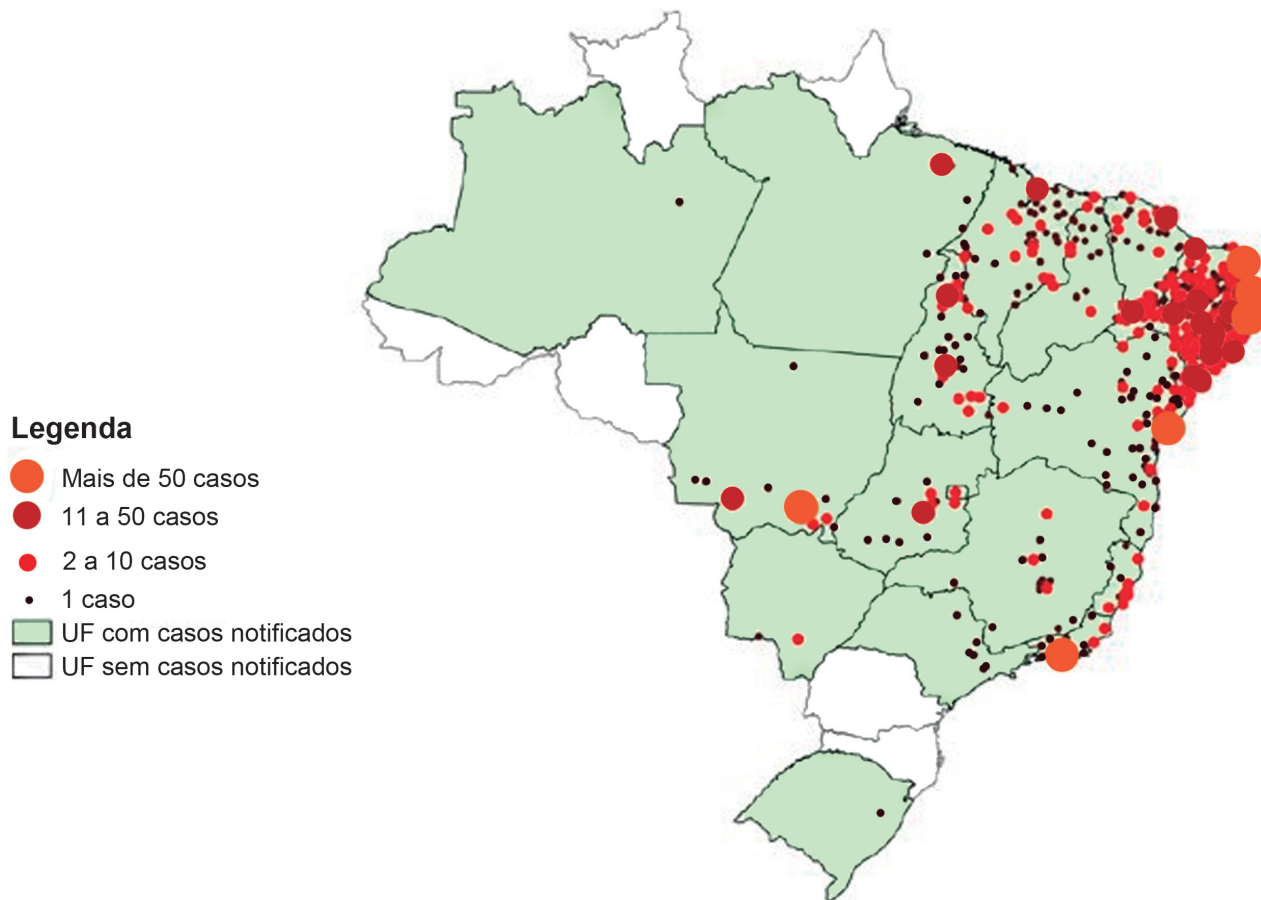 Legenda
Mais de 50 casos
11 a 50 casos
2 a 10 casos
1 caso
UF com casos notificados
UF sem casos notificados